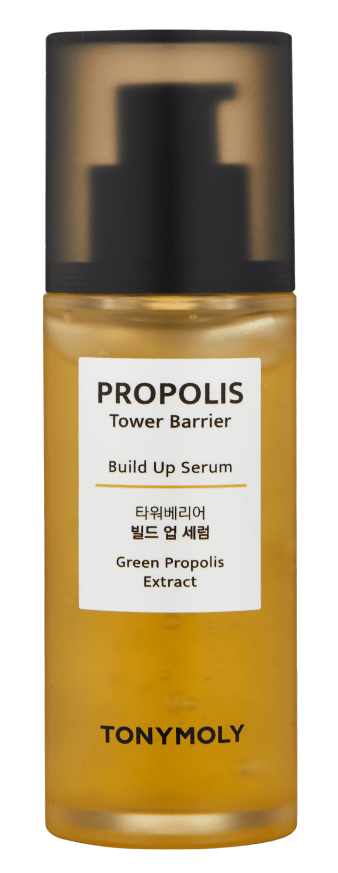 PROPOLIS
Tower Barrier
Build Up Serum
타워베리어
빌드 업 세럼
Green Propolis
Extract
TONYMOLY